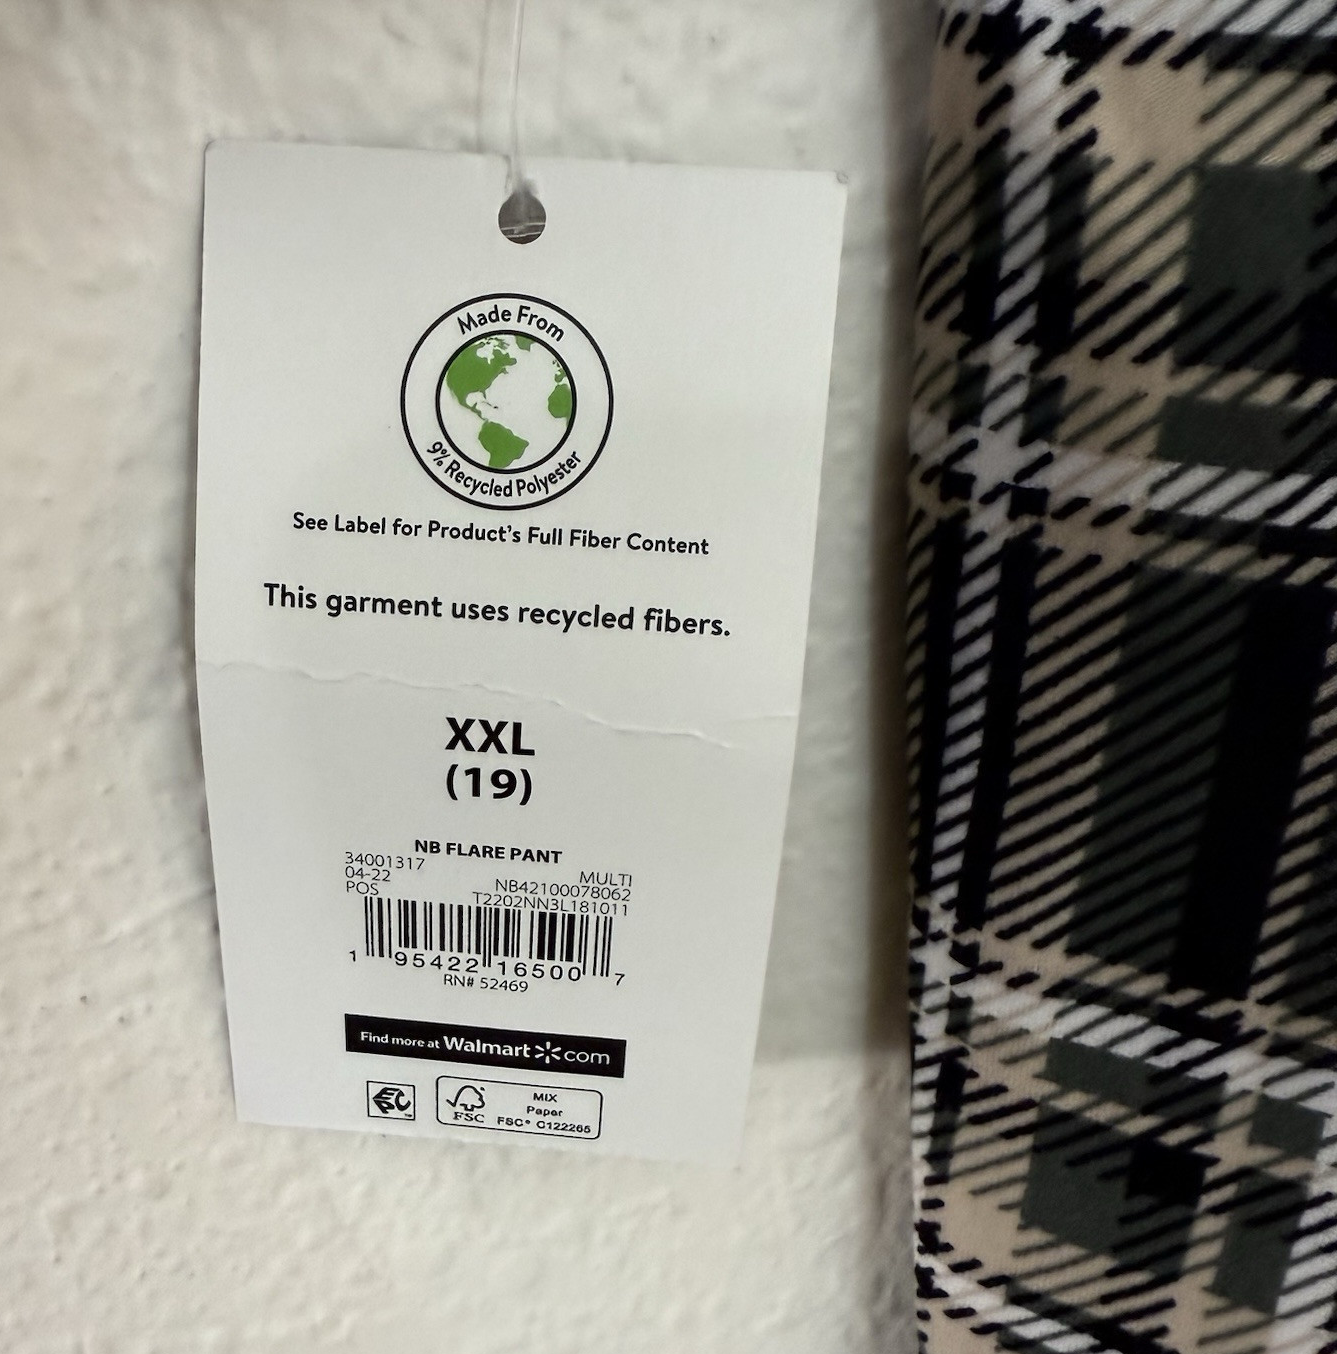 Made From
9% Recycled Polyester
See Label for Product's Full Fiber Content
This garment uses recycled fibers.
XXL
(19)
NB FLARE PANT
34001317
MULTI
04-22
NB42100078062
POS
T2202NN3L181011
1 95422 16500 7
RN# 52469
Find more at Walmart com
EPC
FSC
MIX
Paper
FSC® C122265